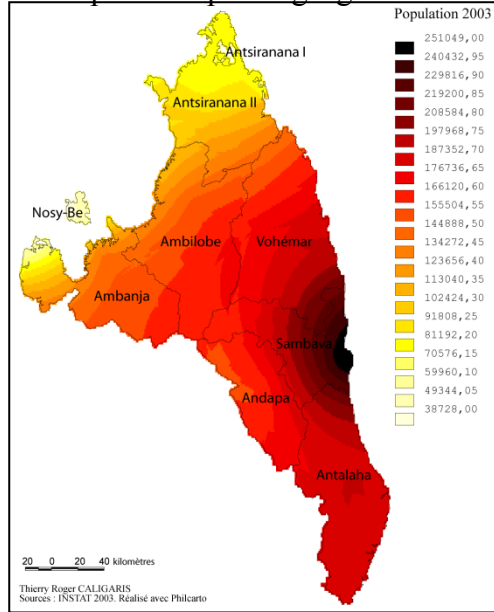 Population 2003
251049,00
240432,95
229816,90
219200,85
208584,80
197968,75
187352,70
176736,65
166120,60
155504,55
144888,50
134272,45
123656,40
113040,35
102424,30
91808,25
81192,20
70576,15
59960,10
49344,05
38728,00
Antsiranana I
Antsiranana II
Nosy-Be
Ambilobe
Vohémar
Ambanja
Sambava
Andapa
Antalaha
20 0 20 40 kilomètres
Thierry Roger CALIGARIS
Sources : INSTAT 2003. Réalisé avec Philcarto